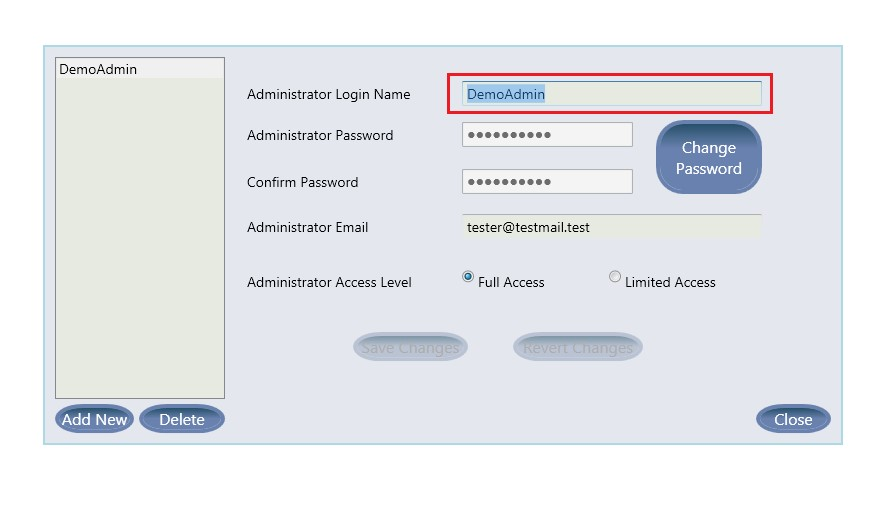 DemoAdmin
Administrator Login Name DemoAdmin
Administrator Password ●●●●●●●●●●
Change
Password
Confirm Password ●●●●●●●●●●
Administrator Email tester@testmail.test
Administrator Access Level Full Access Limited Access
Save Changes Revert Changes
Add New Delete Close